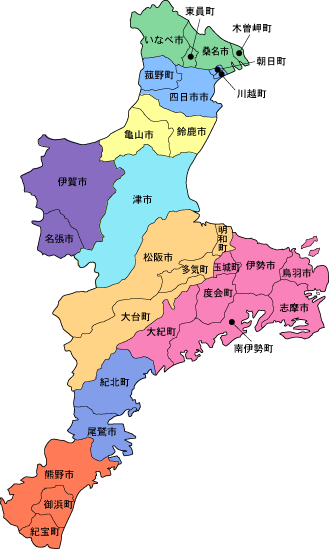 東員町
木曽岬町
いなべ市
桑名市
朝日町
菰野町
川越町
四日市市
亀山市
鈴鹿市
伊賀市
津市
名張市
明和町
松阪市
多気町
玉城町
伊勢市
鳥羽市
度会町
志摩市
大台町
大紀町
南伊勢町
紀北町
尾鷲市
熊野市
御浜町
紀宝町